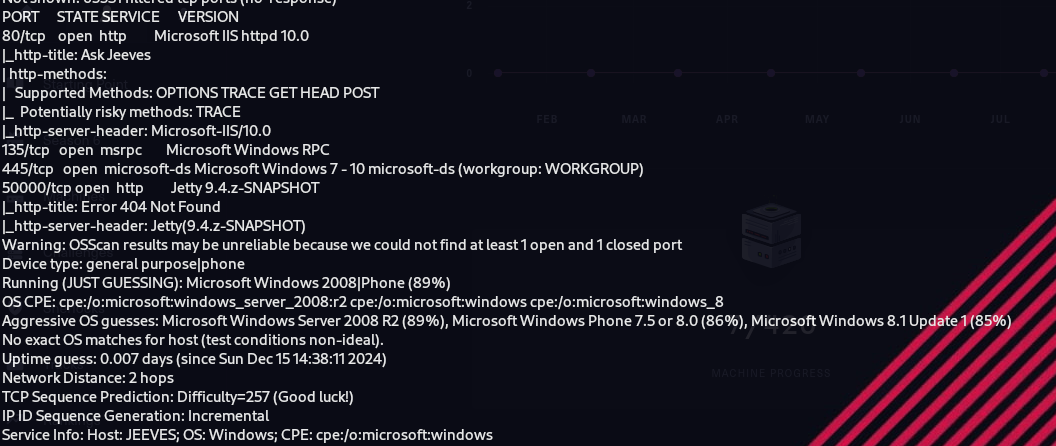 Not shown: 65531 filtered tcp ports (no-response)
PORT STATE SERVICE VERSION
80/tcp open http Microsoft IIS httpd 10.0
|_http-title: Ask Jeeves
| http-methods:
| Supported Methods: OPTIONS TRACE GET HEAD POST
|_ Potentially risky methods: TRACE
|_http-server-header: Microsoft-IIS/10.0
135/tcp open msrpc Microsoft Windows RPC
445/tcp open microsoft-ds Microsoft Windows 7 - 10 microsoft-ds (workgroup: WORKGROUP)
50000/tcp open http Jetty 9.4.z-SNAPSHOT
|_http-title: Error 404 Not Found
|_http-server-header: Jetty(9.4.z-SNAPSHOT)
Warning: OSScan results may be unreliable because we could not find at least 1 open and 1 closed port
Device type: general purpose|phone
Running (JUST GUESSING): Microsoft Windows 2008|Phone (89%)
OS CPE: cpe:/o:microsoft:windows_server_2008:r2 cpe:/o:microsoft:windows cpe:/o:microsoft:windows_8
Aggressive OS guesses: Microsoft Windows Server 2008 R2 (89%), Microsoft Windows Phone 7.5 or 8.0 (86%), Microsoft Windows 8.1 Update 1 (85%)
No exact OS matches for host (test conditions non-ideal).
Uptime guess: 0.007 days (since Sun Dec 15 14:38:11 2024)
Network Distance: 2 hops
TCP Sequence Prediction: Difficulty=257 (Good luck!)
IP ID Sequence Generation: Incremental
Service Info: Host: JEEVES; OS: Windows; CPE: cpe:/o:microsoft:windows
2
0
FEB MAR APR MAY JUN JUL
MACHINE PROGRESS